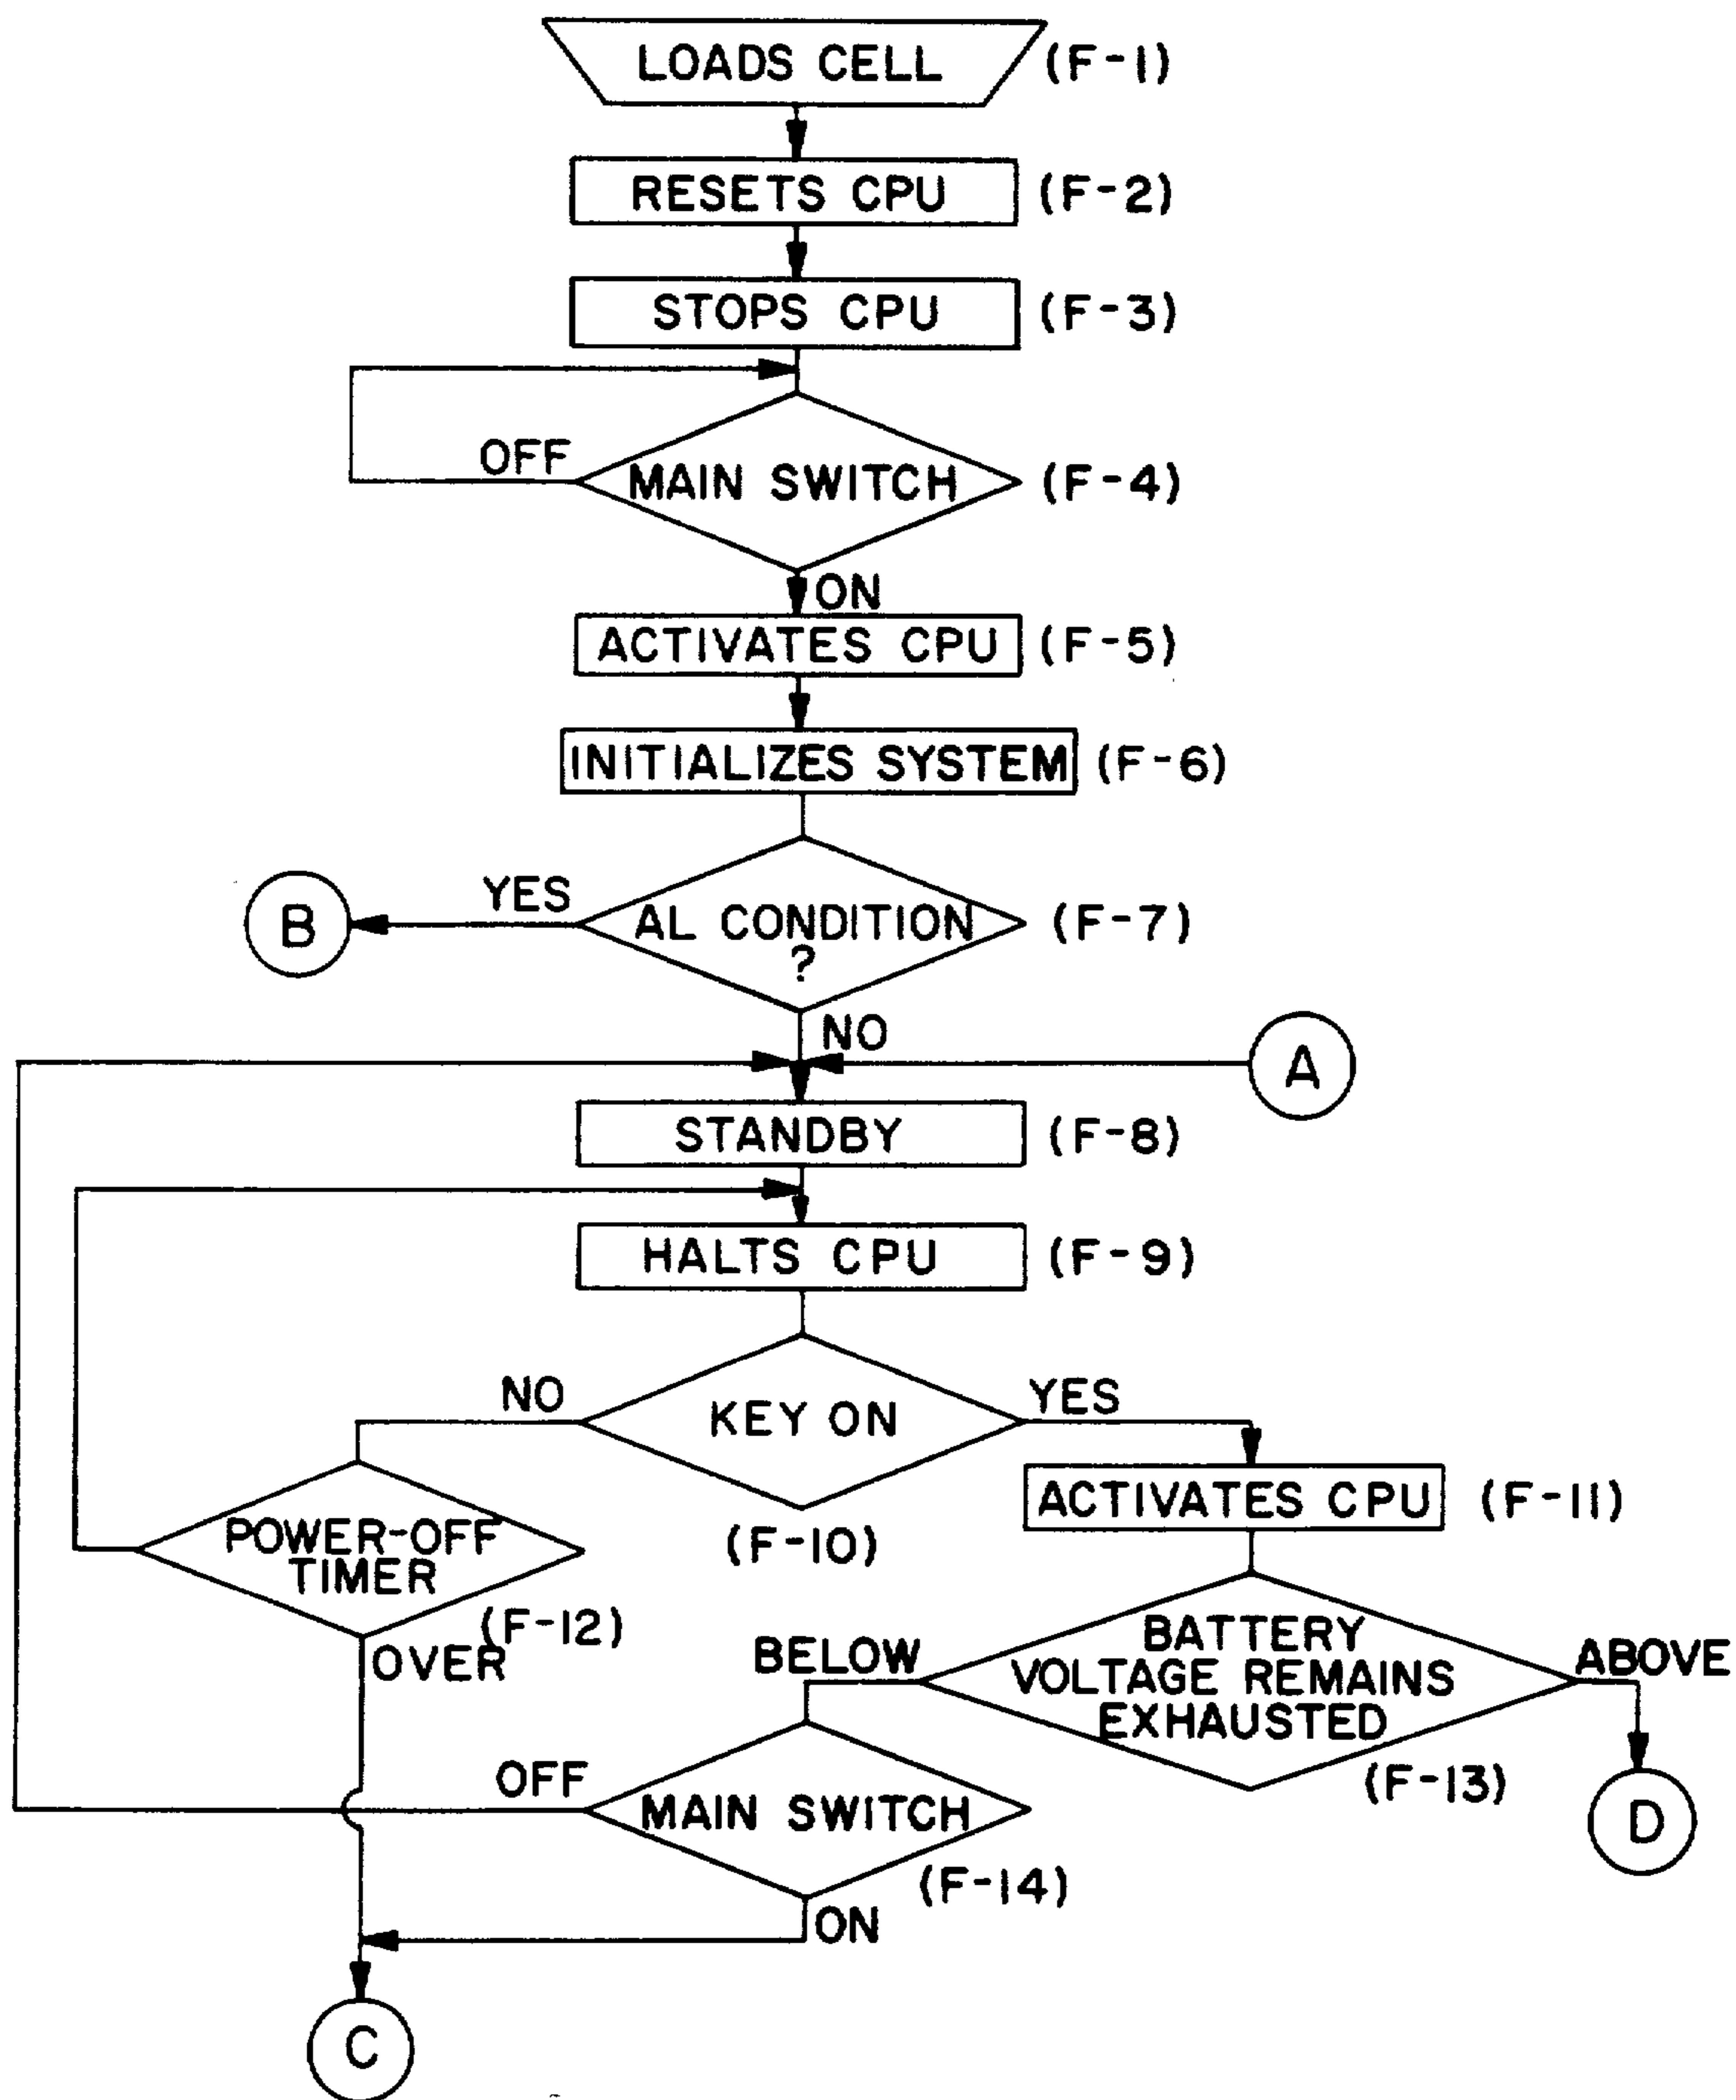 LOADS CELL (F-1)
RESETS CPU (F-2)
STOPS CPU (F-3)
OFF
MAIN SWITCH (F-4)
ON
ACTIVATES CPU (F-5)
INITIALIZES SYSTEM (F-6)
YES
B
AL CONDITION (F-7)
?
NO
A
STANDBY (F-8)
HALTS CPU (F-9)
NO
YES
KEY ON
(F-10)
ACTIVATES CPU (F-11)
POWER-OFF
TIMER
(F-12)
OVER
BELOW
BATTERY
VOLTAGE REMAINS
EXHAUSTED
ABOVE
(F-13)
D
OFF
MAIN SWITCH
(F-14)
ON
C